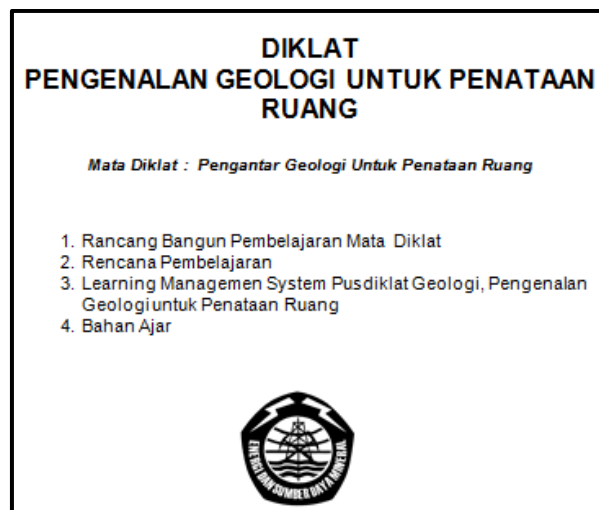 DIKLAT
PENGENALAN GEOLOGI UNTUK PENATAAN
RUANG
Mata Diklat : Pengantar Geologi Untuk Penataan Ruang
1. Rancang Bangun Pembelajaran Mata Diklat
2. Rencana Pembelajaran
3. Learning Managemen System Pusdiklat Geologi, Pengenalan
Geologi untuk Penataan Ruang
4. Bahan Ajar
ENERGI DAN SUMBER DAYA MINERAL